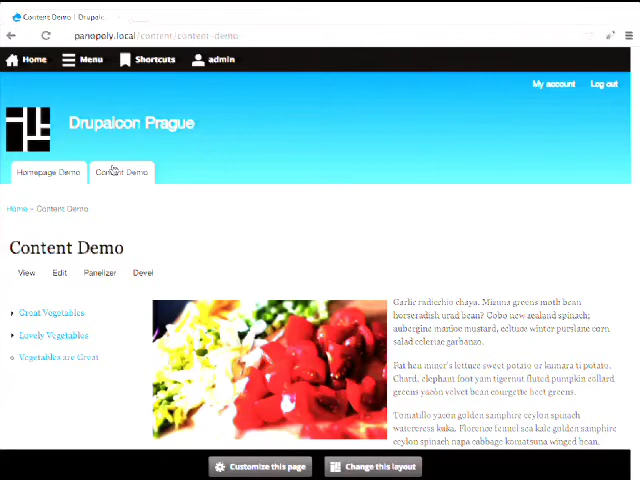 Content Demo | Drupalc
panopoly.local/content/content-demo
Home Menu Shortcuts admin
My account Log out
Drupalcon Prague
Homepage Demo Content Demo
Home » Content Demo
Content Demo
View Edit Panelizer Devel
Great Vegetables
Lovely Vegetables
Vegetables are Great
Garlic radicchio chaya. Mizuna greens moth bean
horseradish urad bean? Gobo new zealand spinach;
aubergine manioc mustard, celtuce winter purslane corn
salad celeriac garbanzo.
Fat hen miner's lettuce sweet potato or kumara ti potato.
Chard, elephant foot yam tigernut fluted pumpkin collard
greens yacón velvet bean courgette beet greens.
Tomatillo yacón golden samphire ceylon spinach
watercress kuka. Florence fennel sea kale golden samphire
ceylon spinach napa cabbage komatsuna winged bean.
Customize this page Change this layout